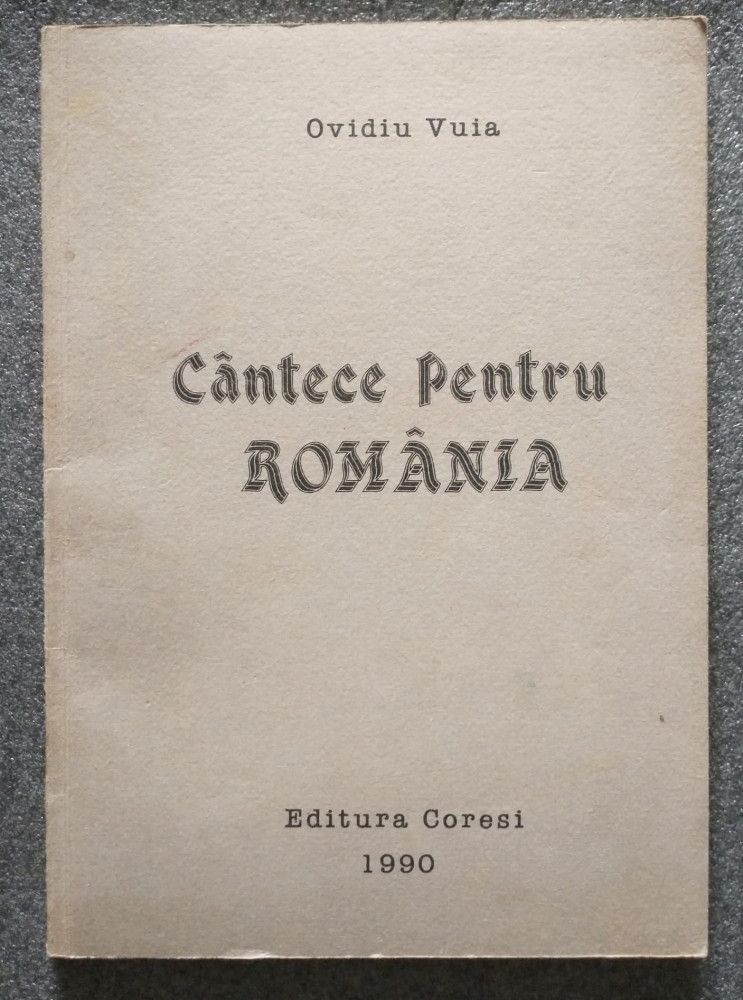 Ovidiu Vuia
Cântece Pentru
ROMÂNIA
Editura Coresi
1990